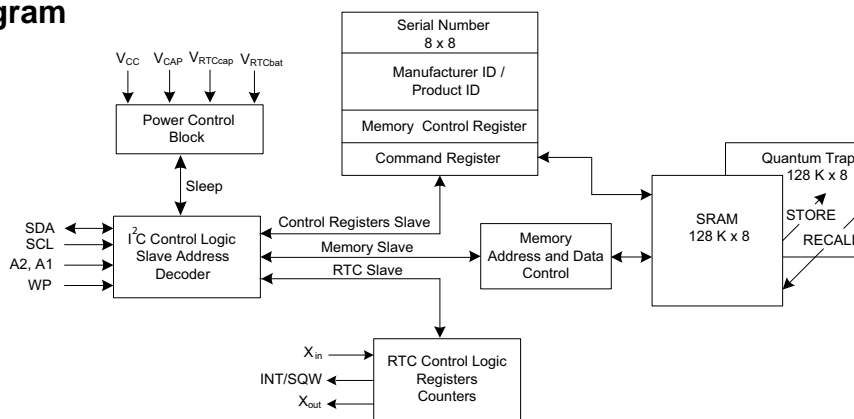 gram
Serial Number
8 x 8
Manufacturer ID /
Product ID
Memory Control Register
Command Register
VCC VCAP VRTCcap VRTCbat
Power Control
Block
Sleep
Quantum Trap
128 K x 8
SRAM
128 K x 8
STORE
RECALL
SDA
SCL
A2, A1
WP
I2C Control Logic
Slave Address
Decoder
Control Registers Slave
Memory Slave
RTC Slave
Memory
Address and Data
Control
Xin
INT/SQW
Xout
RTC Control Logic
Registers
Counters